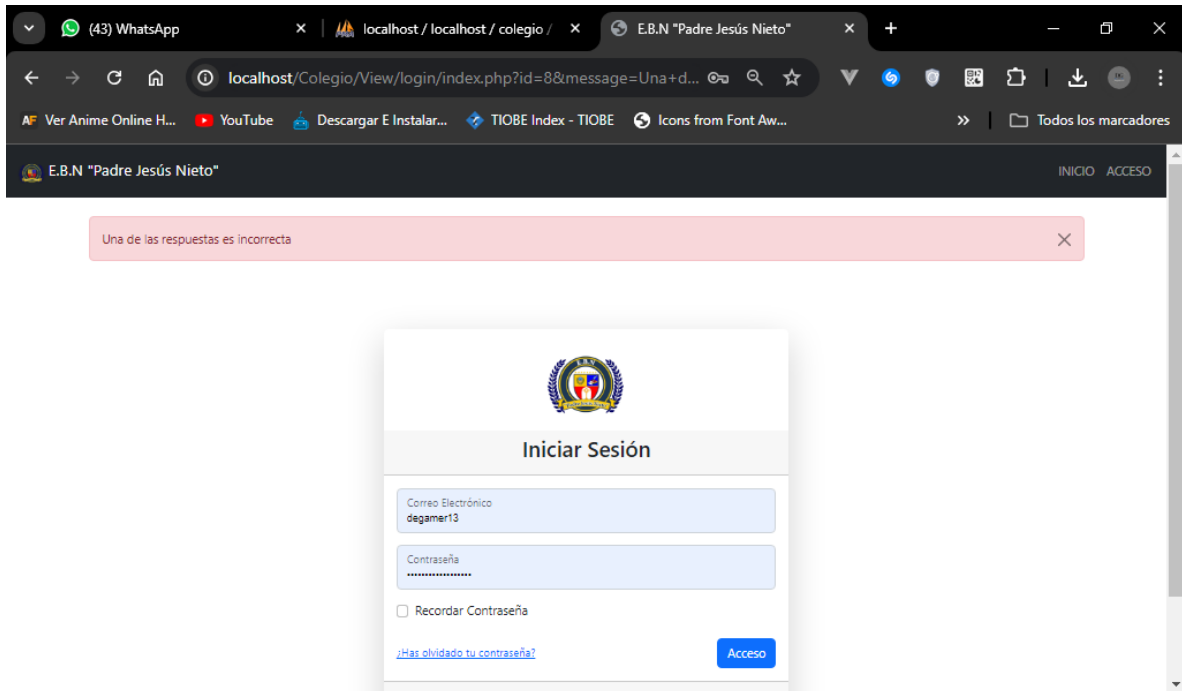 (43) WhatsApp
localhost / localhost / colegio /
E.B.N "Padre Jesús Nieto"
localhost/Colegio/View/login/index.php?id=8&message=Una+d...
AF Ver Anime Online H...
YouTube
Descargar E Instalar...
TIOBE Index - TIOBE
Icons from Font Aw...
»
Todos los marcadores
E.B.N "Padre Jesús Nieto"
INICIO ACCESO
Una de las respuestas es incorrecta
E.B.N
Iniciar Sesión
Correo Electrónico
degamer13
Contraseña
••••••••••••••••••
Recordar Contraseña
¿Has olvidado tu contraseña?
Acceso